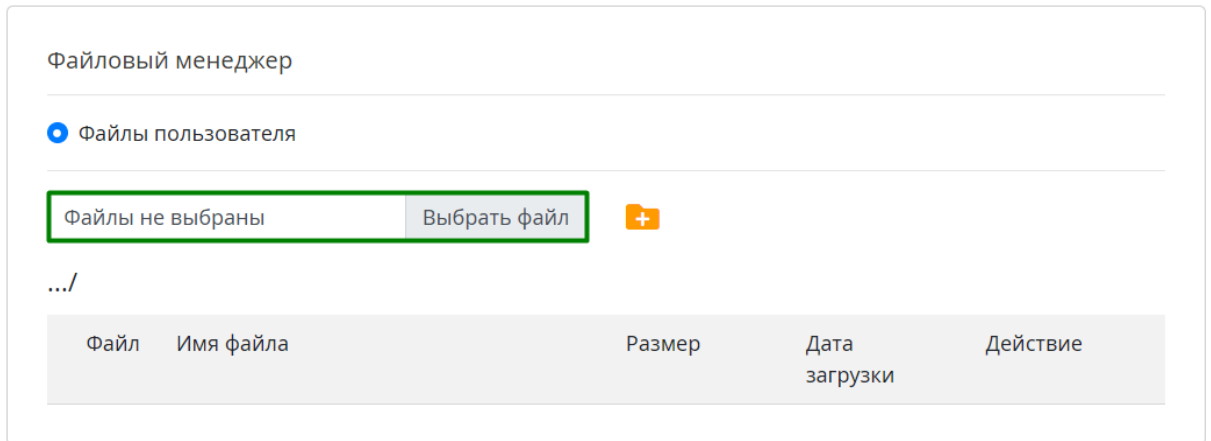 Файловый менеджер
Файлы пользователя
Файлы не выбраны Выбрать файл
.../
Файл Имя файла Размер Дата загрузки Действие